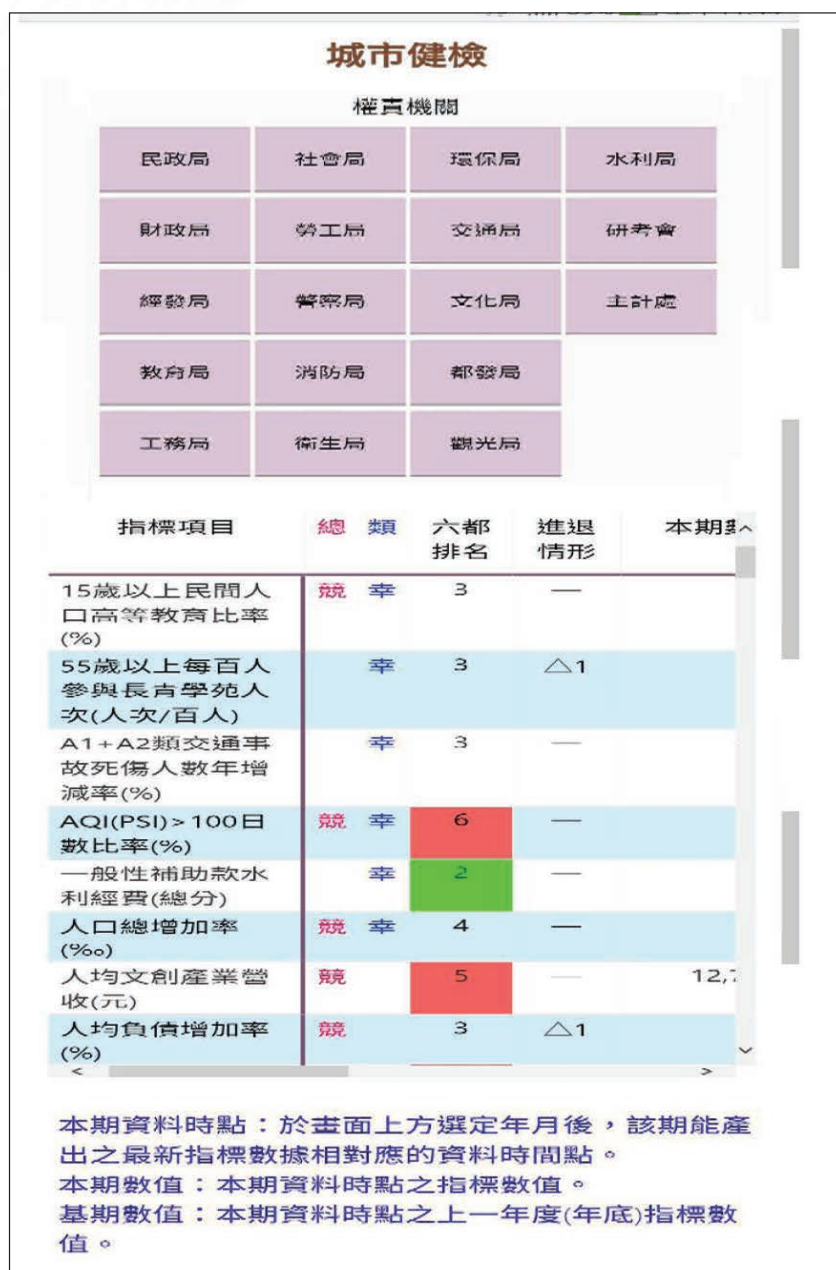 城市健檢
權責機關
民政局 社會局 環保局 水利局
財政局 勞工局 交通局 研考會
經發局 警察局 文化局 主計處
教育局 消防局 都發局
工務局 衛生局 觀光局
指標項目 總 類 六都 進退 本期
排名 情形
15歲以上民間人 競 幸 3 —
口高等教育比率
(%)
55歲以上每百人 幸 3 △1
參與長青學苑人
次(人次/百人)
A1+A2類交通事 幸 3 —
故死傷人數年增
減率(%)
AQI(PSI)>100日 競 幸 6 —
數比率(%)
一般性補助款水 幸 2 —
利經費(總分)
人口總增加率 競 幸 4 —
(‰)
人均文創產業營 競 5 — 12,
收(元)
人均負債增加率 競 3 △1
(%)
本期資料時點：於畫面上方選定年月後，該期能產
出之最新指標數據相對應的資料時間點。
本期數值：本期資料時點之指標數值。
基期數值：本期資料時點之上一年度(年底)指標數
值。